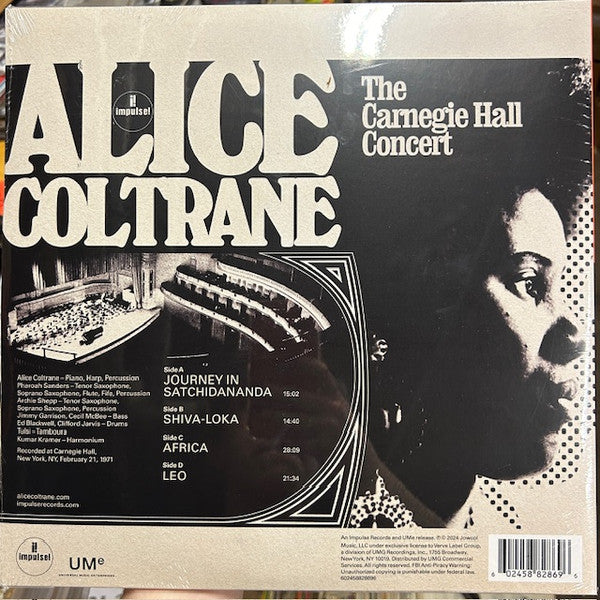 ALICE
COLTRANE
i!
impulse!
The
Carnegie Hall
Concert
Alice Coltrane – Piano, Harp, Percussion
Pharoah Sanders – Tenor Saxophone,
Soprano Saxophone, Flute, Fife, Percussion
Archie Shepp – Tenor Saxophone,
Soprano Saxophone, Percussion
Jimmy Garrison, Cecil McBee – Bass
Ed Blackwell, Clifford Jarvis – Drums
Tulsi – Tamboura
Kumar Kramer – Harmonium
Recorded at Carnegie Hall,
New York, NY, February 21, 1971
alicecoltrane.com
impulserecords.com
Side A
JOURNEY IN
SATCHIDANANDA 15:02
Side B
SHIVA-LOKA 14:40
Side C
AFRICA 28:09
Side D
LEO 21:34
i!
impulse!
UMe
UNIVERSAL MUSIC ENTERPRISES
An Impulse Records and UMe release. ℗ © 2024 Jowcol
Music, LLC under exclusive license to Verve Label Group,
a division of UMG Recordings, Inc., 1755 Broadway,
New York, NY 10019. Distributed by UMG Commercial
Services. All rights reserved. FBI Anti-Piracy Warning:
Unauthorized copying is punishable under federal law.
602458828696
6 02458 82869 6